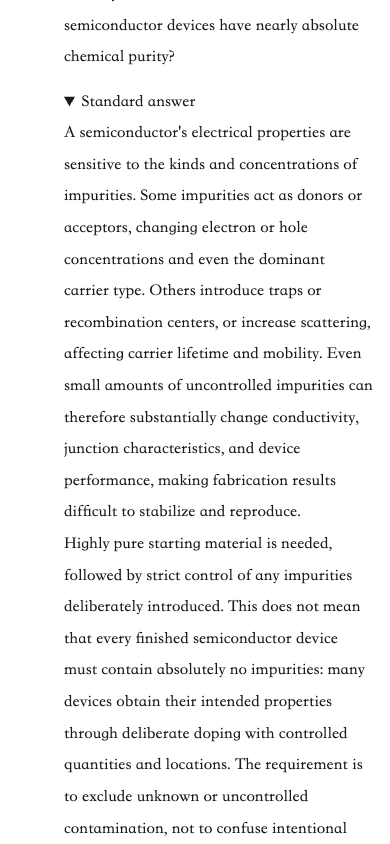 semiconductor devices have nearly absolute
chemical purity?
▼ Standard answer
A semiconductor's electrical properties are
sensitive to the kinds and concentrations of
impurities. Some impurities act as donors or
acceptors, changing electron or hole
concentrations and even the dominant
carrier type. Others introduce traps or
recombination centers, or increase scattering,
affecting carrier lifetime and mobility. Even
small amounts of uncontrolled impurities can
therefore substantially change conductivity,
junction characteristics, and device
performance, making fabrication results
difficult to stabilize and reproduce.
Highly pure starting material is needed,
followed by strict control of any impurities
deliberately introduced. This does not mean
that every finished semiconductor device
must contain absolutely no impurities: many
devices obtain their intended properties
through deliberate doping with controlled
quantities and locations. The requirement is
to exclude unknown or uncontrolled
contamination, not to confuse intentional